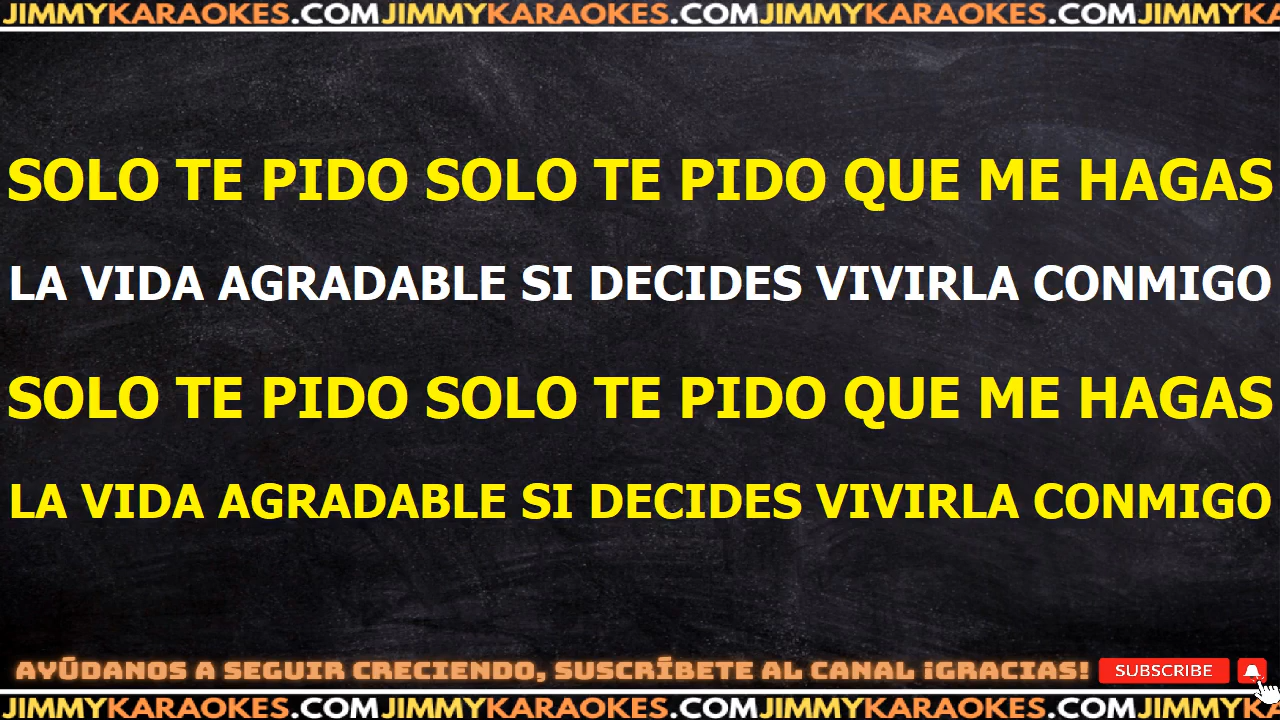 JIMMYKARAOKES.COMJIMMYKARAOKES.COMJIMMYKARAOKES.COMJIMMYKA
SOLO TE PIDO SOLO TE PIDO QUE ME HAGAS
LA VIDA AGRADABLE SI DECIDES VIVIRLA CONMIGO
SOLO TE PIDO SOLO TE PIDO QUE ME HAGAS
LA VIDA AGRADABLE SI DECIDES VIVIRLA CONMIGO
AYÚDANOS A SEGUIR CRECIENDO, SUSCRÍBETE AL CANAL ¡GRACIAS! SUBSCRIBE
JIMMYKARAOKES.COMJIMMYKARAOKES.COMJIMMYKARAOKES.COMJIMMYKA